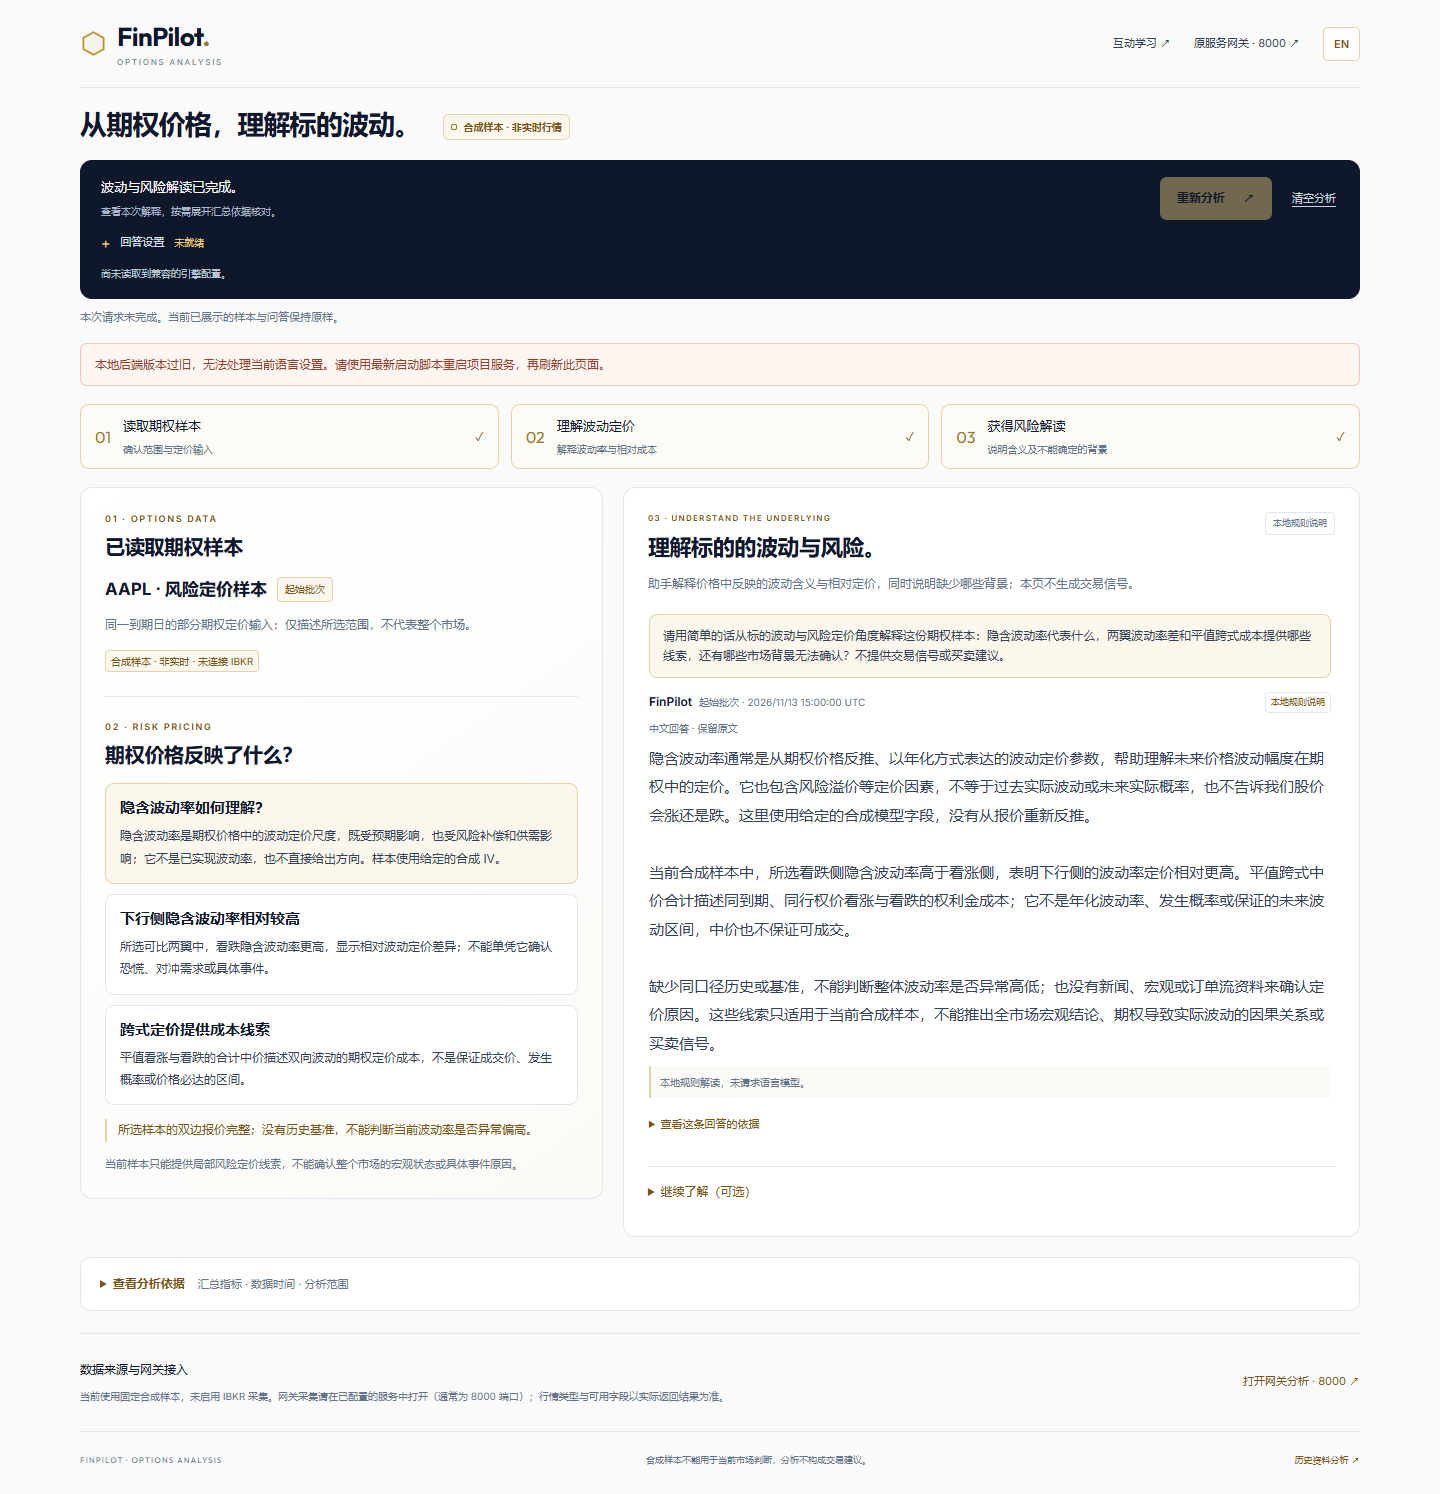 FinPilot.
OPTIONS ANALYSIS
互动学习 ↗
原服务网关 · 8000 ↗
EN
从期权价格，理解标的波动。
合成样本 · 非实时行情
波动与风险解读已完成。
查看本次解释，按需展开汇总依据核对。
+ 回答设置 未就绪
尚未读取到兼容的引擎配置。
重新分析 ↗
清空分析
本次请求未完成。当前已展示的样本与问答保持原样。
本地后端版本过旧，无法处理当前语言设置。请使用最新启动脚本重启项目服务，再刷新此页面。
01 读取期权样本 ✓
确认范围与定价输入
02 理解波动定价 ✓
解释波动率与相对成本
03 获得风险解读 ✓
说明含义及不能确定的背景
01 · OPTIONS DATA
已读取期权样本
AAPL · 风险定价样本 起始批次
同一到期日的部分期权定价输入；仅描述所选范围，不代表整个市场。
合成样本 · 非实时 · 未连接 IBKR
02 · RISK PRICING
期权价格反映了什么？
隐含波动率如何理解？
隐含波动率是期权价格中的波动定价尺度，既受预期影响，也受风险补偿和供需影
响；它不是已实现波动率，也不直接给出方向。样本使用给定的合成 IV。
下行侧隐含波动率相对较高
所选可比两翼中，看跌隐含波动率更高，显示相对波动定价差异；不能单凭它确认
恐慌、对冲需求或具体事件。
跨式定价提供成本线索
平值看涨与看跌的合计中价描述双向波动的期权定价成本，不是保证成交价、发生
概率或价格必达的区间。
所选样本的双边报价完整；没有历史基准，不能判断当前波动率是否异常偏高。
当前样本只能提供局部风险定价线索，不能确认整个市场的宏观状态或具体事件原因。
03 · UNDERSTAND THE UNDERLYING
本地规则说明
理解标的的波动与风险。
助手解释价格中反映的波动含义与相对定价，同时说明缺少哪些背景；本页不生成交易信号。
请用简单的话从标的波动与风险定价角度解释这份期权样本：隐含波动率代表什么，两翼波动率差和平值跨式成本提供哪些
线索，还有哪些市场背景无法确认？不提供交易信号或买卖建议。
FinPilot 起始批次 · 2026/11/13 15:00:00 UTC
本地规则说明
中文回答 · 保留原文
隐含波动率通常是从期权价格反推、以年化方式表达的波动定价参数，帮助理解未来价格波动幅度在期
权中的定价。它也包含风险溢价等定价因素，不等于过去实际波动或未来实际概率，也不告诉我们股价
会涨还是跌。这里使用给定的合成模型字段，没有从报价重新反推。
当前合成样本中，所选看跌侧隐含波动率高于看涨侧，表明下行侧的波动率定价相对更高。平值跨式中
价合计描述同到期、同行权价看涨与看跌的权利金成本；它不是年化波动率、发生概率或保证的未来波
动区间，中价也不保证可成交。
缺少同口径历史或基准，不能判断整体波动率是否异常高低；也没有新闻、宏观或订单流资料来确认定
价原因。这些线索只适用于当前合成样本，不能推出全市场宏观结论、期权导致实际波动的因果关系或
买卖信号。
本地规则解读，未请求语言模型。
▶ 查看这条回答的依据
▶ 继续了解（可选）
▶ 查看分析依据 汇总指标 · 数据时间 · 分析范围
数据来源与网关接入
当前使用固定合成样本，未启用 IBKR 采集。网关采集请在已配置的服务中打开（通常为 8000 端口）；行情类型与可用字段以实际返回结果为准。
打开网关分析 · 8000 ↗
FINPILOT · OPTIONS ANALYSIS
合成样本不能用于当前市场判断，分析不构成交易建议。
历史资料分析 ↗